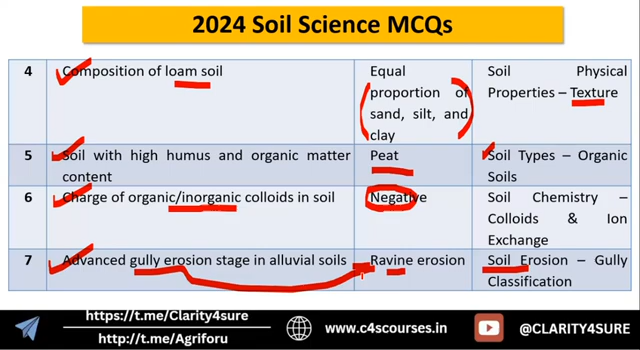 2024 Soil Science MCQs
4 Composition of loam soil Equal Soil Physical
proportion of Properties – Texture
sand, silt, and
clay
5 Soil with high humus and organic matter Peat Soil Types – Organic
content Soils
6 Charge of organic/inorganic colloids in soil Negative Soil Chemistry –
Colloids & Ion
Exchange
7 Advanced gully erosion stage in alluvial soils Ravine erosion Soil Erosion – Gully
Classification
https://t.me/Clarity4sure
http://t.me/Agriforu
www.c4scourses.in
@CLARITY4SURE